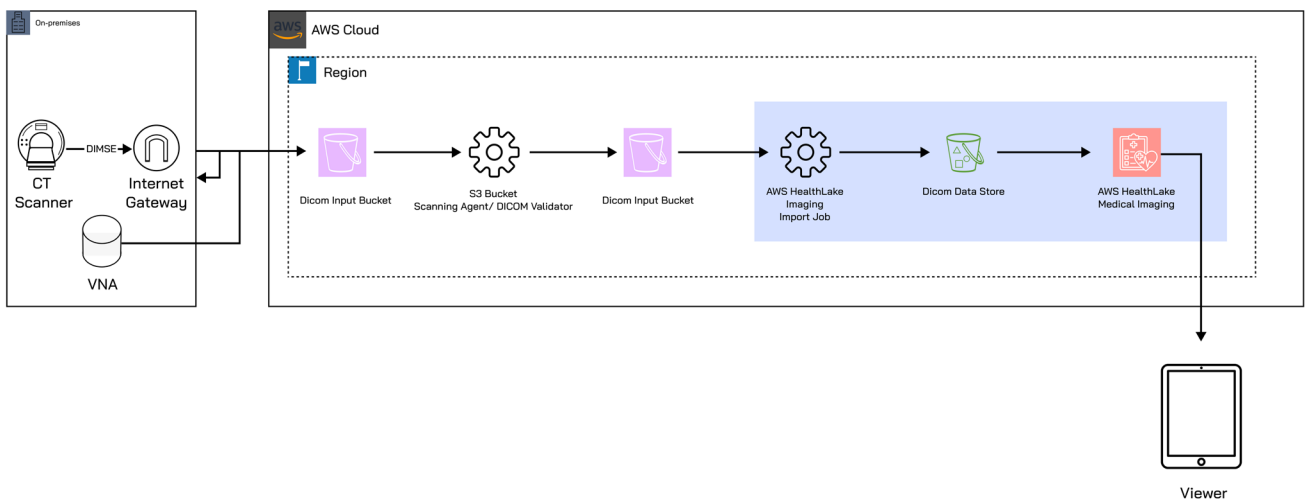 On-premises
aws
AWS Cloud
Region
DIMSE
CT
Scanner
Internet
Gateway
VNA
Dicom Input Bucket
S3 Bucket
Scanning Agent/ DICOM Validator
Dicom Input Bucket
AWS HealthLake
Imaging
Import Job
Dicom Data Store
AWS HealthLake
Medical Imaging
Viewer